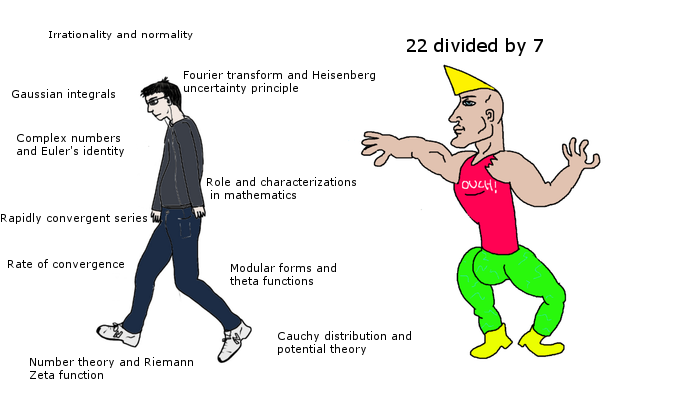 Irrationality and normality
22 divided by 7
Fourier transform and Heisenberg
uncertainty principle
Gaussian integrals
Complex numbers
and Euler's identity
Role and characterizations
in mathematics
OUCH!
Rapidly convergent series
Rate of convergence
Modular forms and
theta functions
Cauchy distribution and
potential theory
Number theory and Riemann
Zeta function